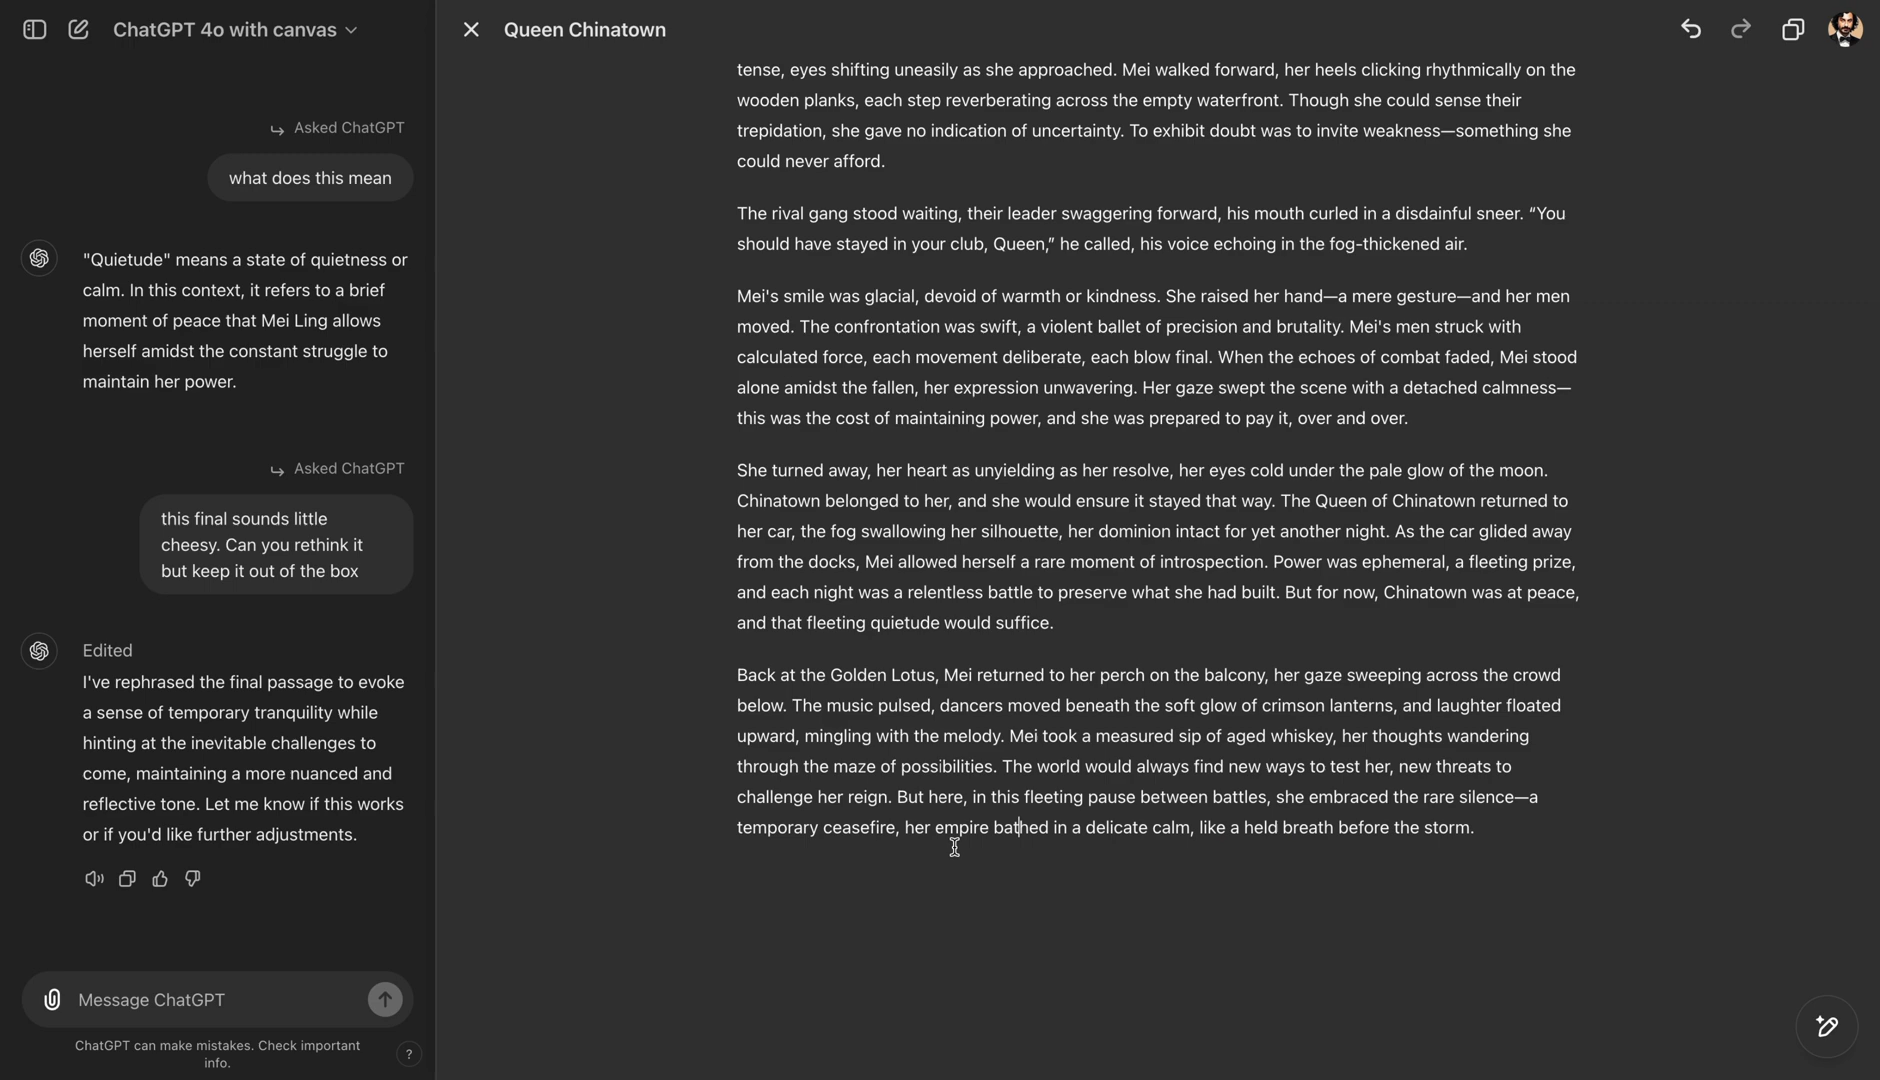 ChatGPT 4o with canvas
Asked ChatGPT
what does this mean
"Quietude" means a state of quietness or
calm. In this context, it refers to a brief
moment of peace that Mei Ling allows
herself amidst the constant struggle to
maintain her power.
Asked ChatGPT
this final sounds little
cheesy. Can you rethink it
but keep it out of the box
Edited
I've rephrased the final passage to evoke
a sense of temporary tranquility while
hinting at the inevitable challenges to
come, maintaining a more nuanced and
reflective tone. Let me know if this works
or if you'd like further adjustments.
Message ChatGPT
ChatGPT can make mistakes. Check important
info.
?
Queen Chinatown
tense, eyes shifting uneasily as she approached. Mei walked forward, her heels clicking rhythmically on the
wooden planks, each step reverberating across the empty waterfront. Though she could sense their
trepidation, she gave no indication of uncertainty. To exhibit doubt was to invite weakness—something she
could never afford.
The rival gang stood waiting, their leader swaggering forward, his mouth curled in a disdainful sneer. “You
should have stayed in your club, Queen,” he called, his voice echoing in the fog-thickened air.
Mei's smile was glacial, devoid of warmth or kindness. She raised her hand—a mere gesture—and her men
moved. The confrontation was swift, a violent ballet of precision and brutality. Mei's men struck with
calculated force, each movement deliberate, each blow final. When the echoes of combat faded, Mei stood
alone amidst the fallen, her expression unwavering. Her gaze swept the scene with a detached calmness—
this was the cost of maintaining power, and she was prepared to pay it, over and over.
She turned away, her heart as unyielding as her resolve, her eyes cold under the pale glow of the moon.
Chinatown belonged to her, and she would ensure it stayed that way. The Queen of Chinatown returned to
her car, the fog swallowing her silhouette, her dominion intact for yet another night. As the car glided away
from the docks, Mei allowed herself a rare moment of introspection. Power was ephemeral, a fleeting prize,
and each night was a relentless battle to preserve what she had built. But for now, Chinatown was at peace,
and that fleeting quietude would suffice.
Back at the Golden Lotus, Mei returned to her perch on the balcony, her gaze sweeping across the crowd
below. The music pulsed, dancers moved beneath the soft glow of crimson lanterns, and laughter floated
upward, mingling with the melody. Mei took a measured sip of aged whiskey, her thoughts wandering
through the maze of possibilities. The world would always find new ways to test her, new threats to
challenge her reign. But here, in this fleeting pause between battles, she embraced the rare silence—a
temporary ceasefire, her empire bathed in a delicate calm, like a held breath before the storm.